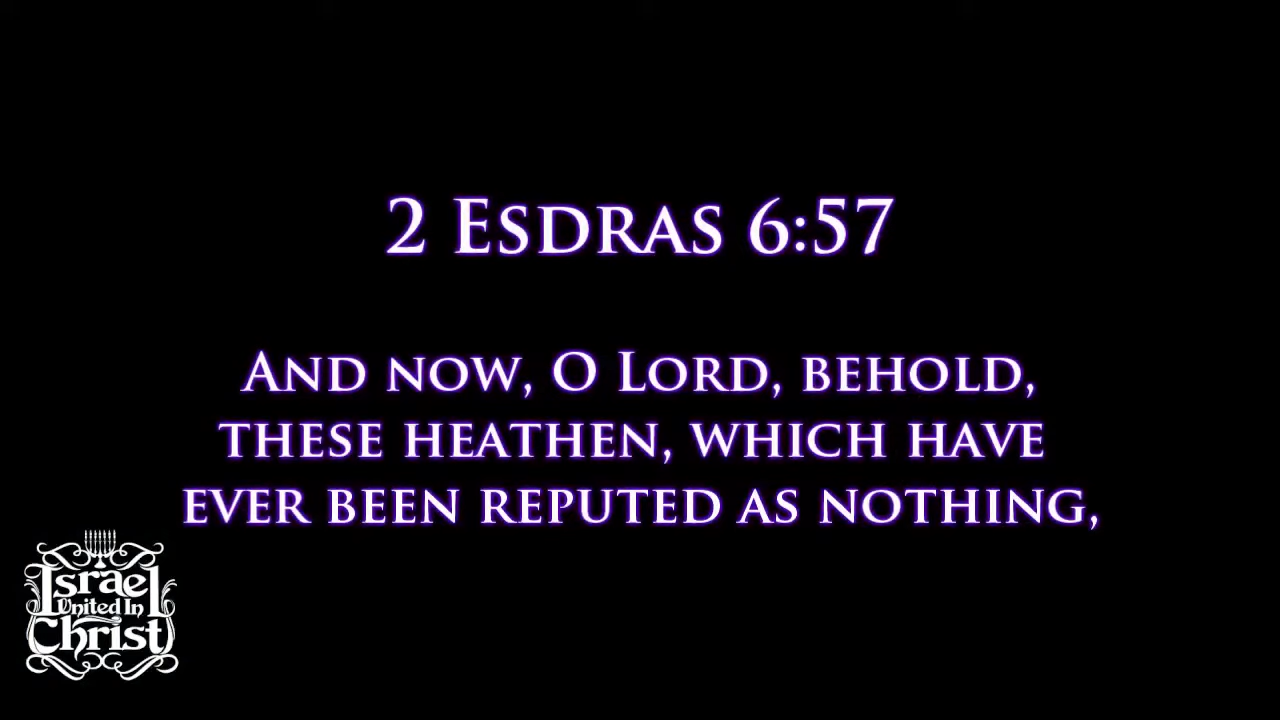 2 Esdras 6:57
And now, O Lord, behold,
these heathen, which have
ever been reputed as nothing,
Israel
United In
Christ